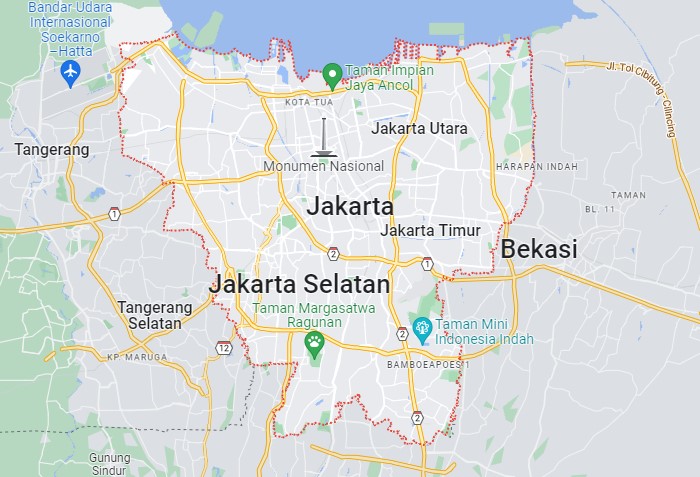 Bandar Udara
Internasional
Soekarno
–Hatta
Taman Impian
Jaya Ancol
Jl. Tol Cibitung - Cilincing
KOTA TUA
Jakarta Utara
Tangerang
Monumen Nasional
HARAPAN INDAH
TAMAN
BL. 11
Jakarta
1
Jakarta Timur
Bekasi
2
1
Jakarta Selatan
Tangerang
Selatan
Taman Margasatwa
Ragunan
Taman Mini
Indonesia Indah
2
12
KP. MARUGA
BAMBOEAPOES 1
2
Gunung
Sindur